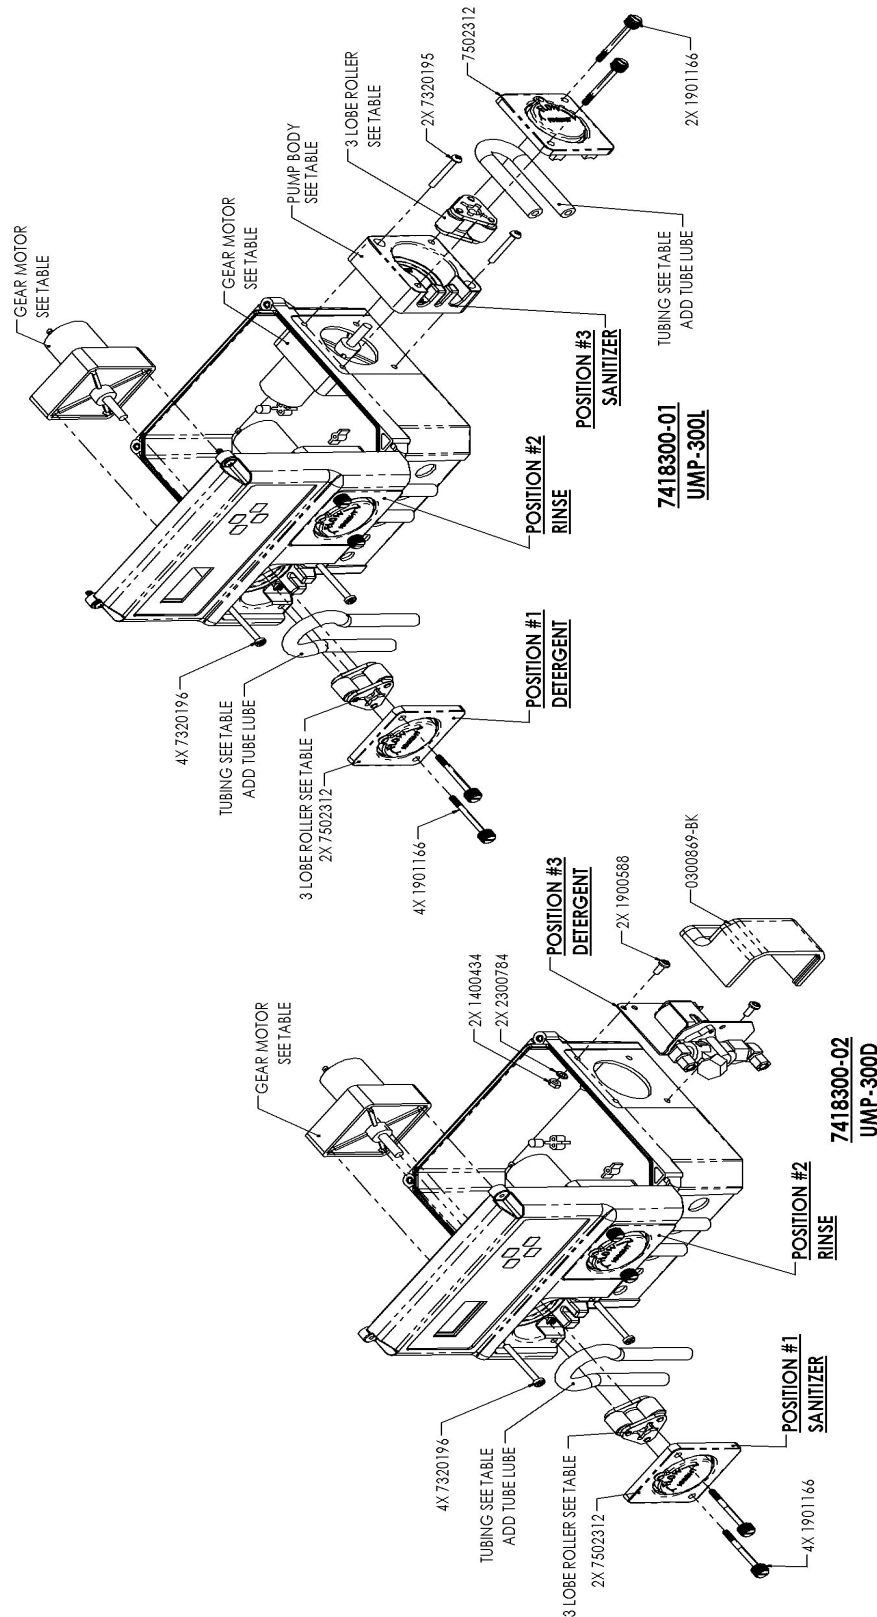 GEAR MOTOR
SEE TABLE
4X 7320196
TUBING SEE TABLE
ADD TUBE LUBE
3 LOBE ROLLER SEE TABLE
2X 7502312
4X 1901166
POSITION #1
SANITIZER
POSITION #2
RINSE
2X 1400434
2X 2300784
POSITION #3
DETERGENT
2X 1900588
0300869-BK
7418300-02
UMP-300D
GEAR MOTOR
SEE TABLE
GEAR MOTOR
SEE TABLE
PUMP BODY
SEE TABLE
3 LOBE ROLLER
SEE TABLE
2X 7320195
7502312
2X 1901166
4X 7320196
TUBING SEE TABLE
ADD TUBE LUBE
3 LOBE ROLLER SEE TABLE
2X 7502312
4X 1901166
POSITION #1
DETERGENT
POSITION #2
RINSE
POSITION #3
SANITIZER
TUBING SEE TABLE
ADD TUBE LUBE
7418300-01
UMP-300L